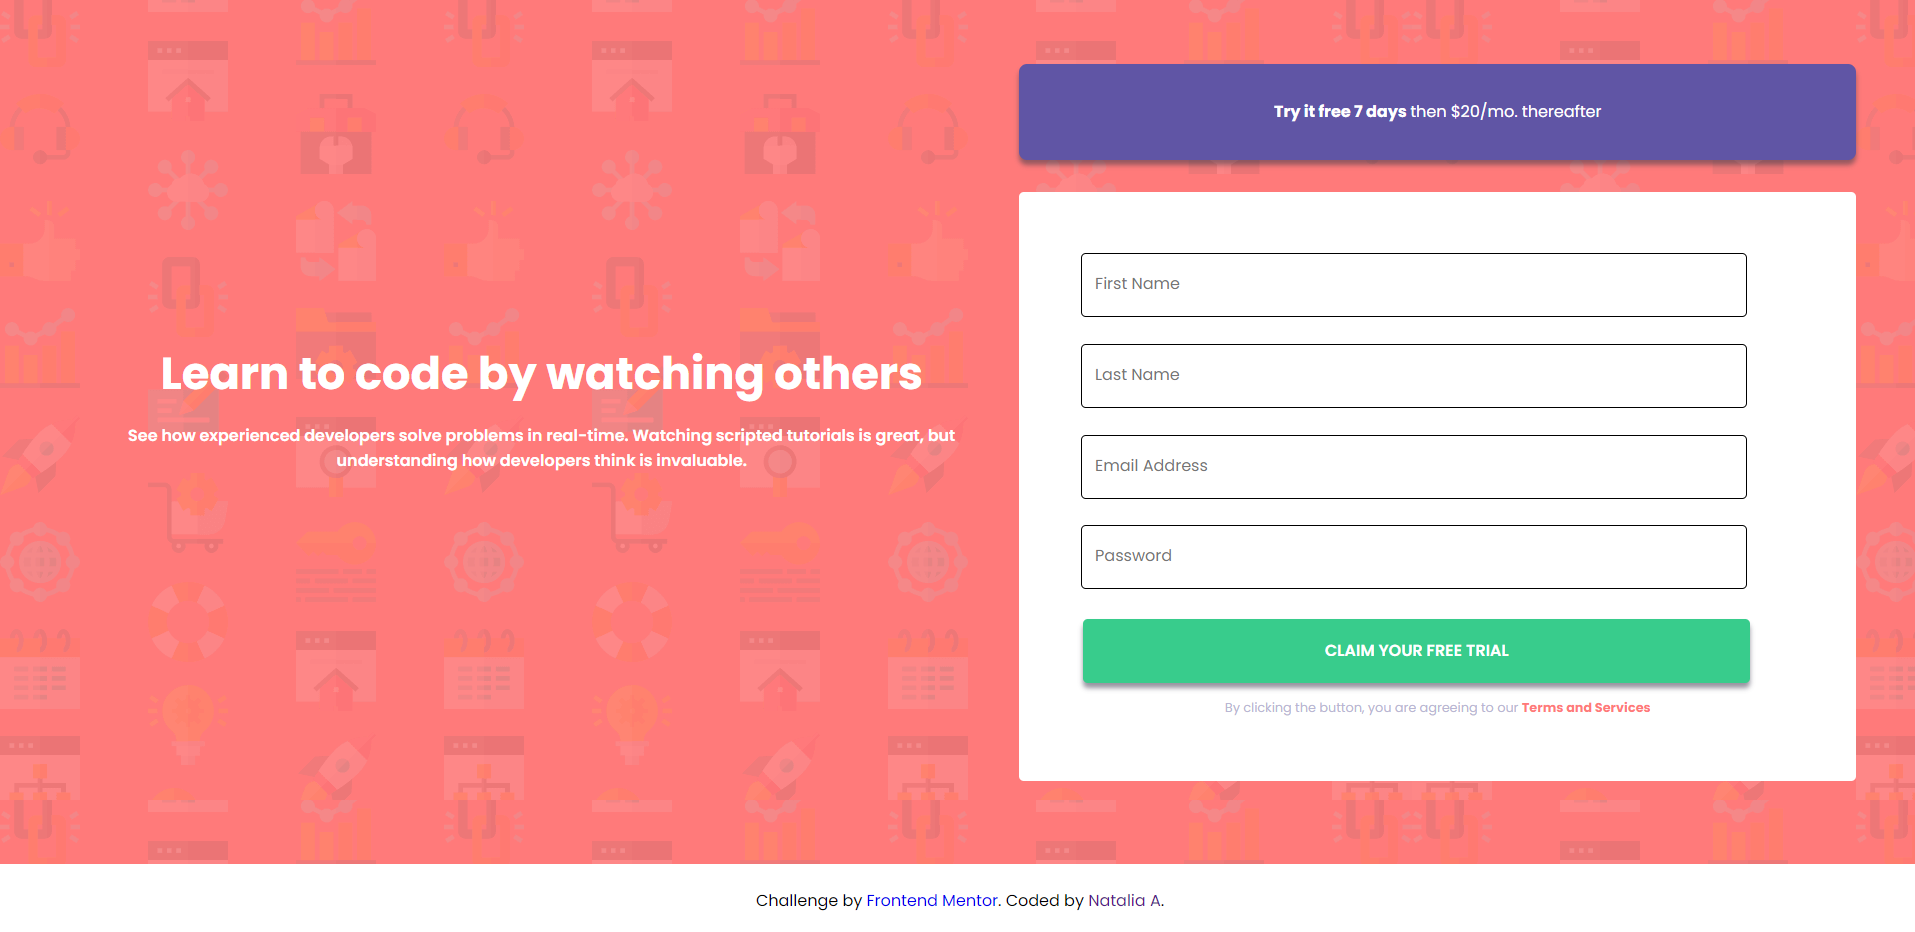 Learn to code by watching others
See how experienced developers solve problems in real-time. Watching scripted tutorials is great, but
understanding how developers think is invaluable.
Try it free 7 days then $20/mo. thereafter
First Name
Last Name
Email Address
Password
CLAIM YOUR FREE TRIAL
By clicking the button, you are agreeing to our Terms and Services
Challenge by Frontend Mentor. Coded by Natalia A.